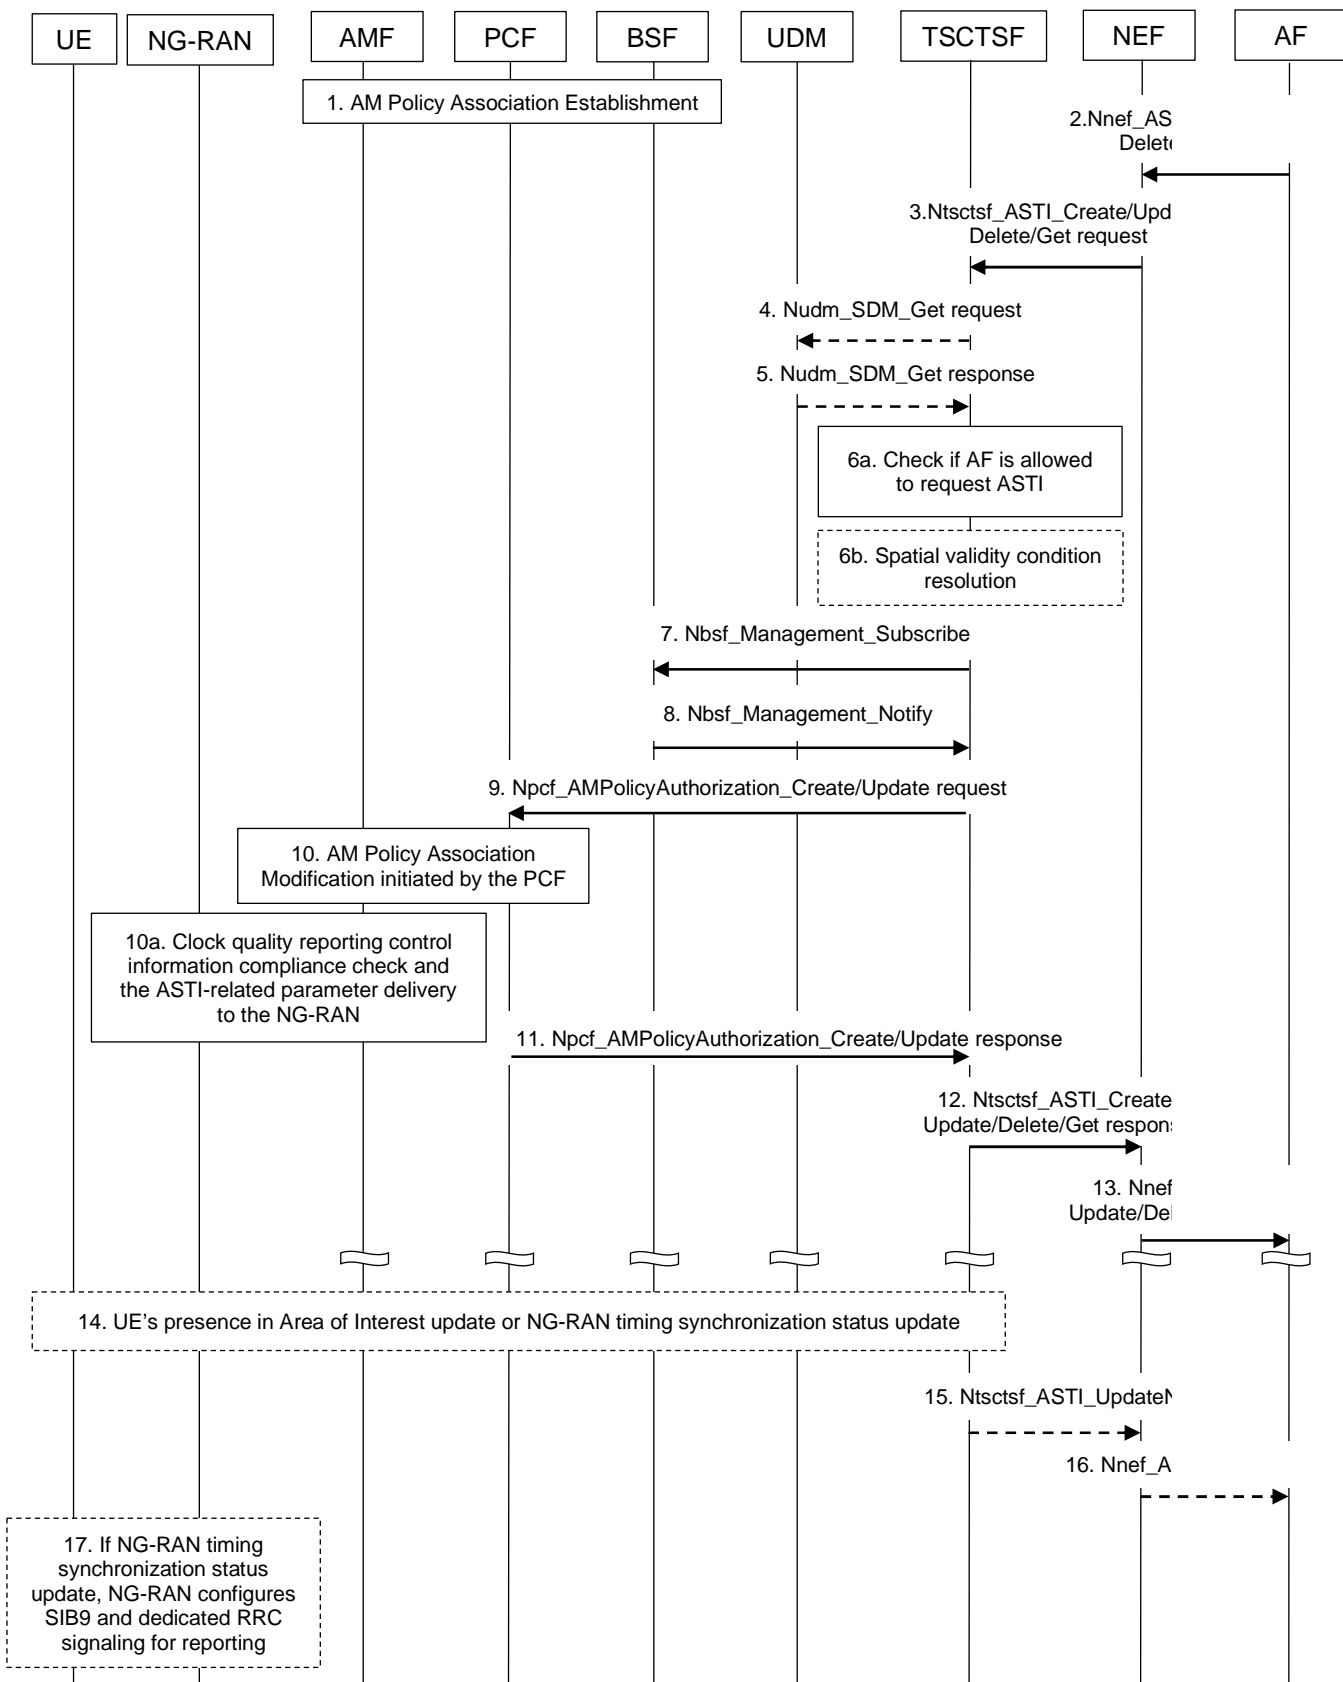 UE NG-RAN AMF PCF BSF UDM TSCTSF NEF AF
1. AM Policy Association Establishment
2.Nnef_AS
Delete
3.Ntsctsf_ASTI_Create/Upd
Delete/Get request
4. Nudm_SDM_Get request
5. Nudm_SDM_Get response
6a. Check if AF is allowed
to request ASTI
6b. Spatial validity condition
resolution
7. Nbsf_Management_Subscribe
8. Nbsf_Management_Notify
9. Npcf_AMPolicyAuthorization_Create/Update request
10. AM Policy Association
Modification initiated by the PCF
10a. Clock quality reporting control
information compliance check and
the ASTI-related parameter delivery
to the NG-RAN
11. Npcf_AMPolicyAuthorization_Create/Update response
12. Ntsctsf_ASTI_Create
Update/Delete/Get respons
13. Nnef
Update/Del
14. UE's presence in Area of Interest update or NG-RAN timing synchronization status update
15. Ntsctsf_ASTI_UpdateN
16. Nnef_A
17. If NG-RAN timing
synchronization status
update, NG-RAN configures
SIB9 and dedicated RRC
signaling for reporting